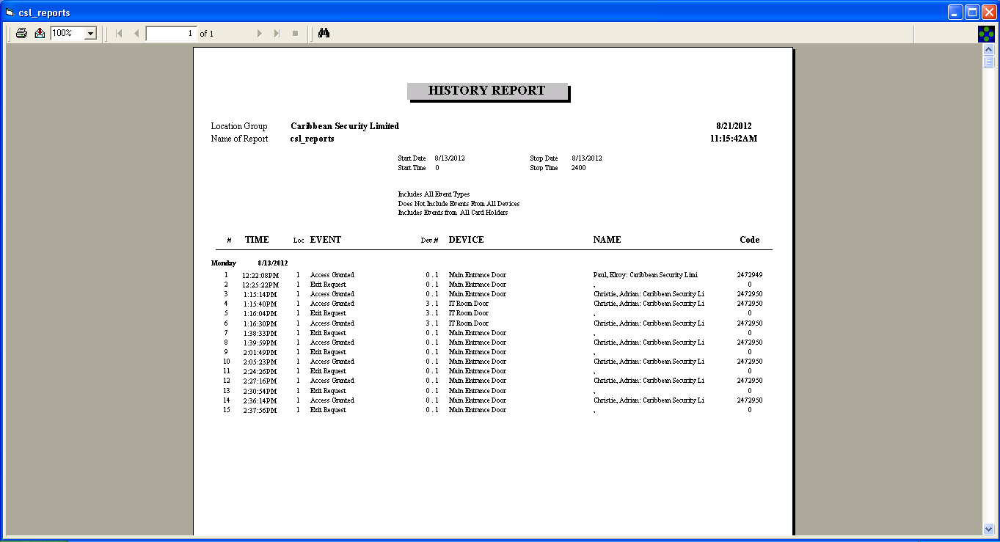 csl_reports
100% 1 of 1
HISTORY REPORT
Location Group Caribbean Security Limited 8/21/2012
Name of Report csl_reports 11:15:42AM
Start Date 8/13/2012 Stop Date 8/13/2012
Start Time 0 Stop Time 2400
Includes All Event Types
Does Not Include Events From All Devices
Includes Events from All Card Holders
# TIME Loc EVENT Dev # DEVICE NAME Code
Monday 8/13/2012
1 12:22:08PM 1 Access Granted 0 . 1 Main Entrance Door Paul, Elroy: Caribbean Security Limi 2472949
2 12:25:22PM 1 Exit Request 0 . 1 Main Entrance Door , 0
3 1:15:14PM 1 Access Granted 0 . 1 Main Entrance Door Christie, Adrian: Caribbean Security Li 2472950
4 1:15:40PM 1 Access Granted 3 . 1 IT Room Door Christie, Adrian: Caribbean Security Li 2472950
5 1:16:04PM 1 Exit Request 3 . 1 IT Room Door , 0
6 1:16:30PM 1 Access Granted 3 . 1 IT Room Door Christie, Adrian: Caribbean Security Li 2472950
7 1:38:33PM 1 Exit Request 0 . 1 Main Entrance Door , 0
8 1:39:59PM 1 Access Granted 0 . 1 Main Entrance Door Christie, Adrian: Caribbean Security Li 2472950
9 2:01:49PM 1 Exit Request 0 . 1 Main Entrance Door , 0
10 2:05:23PM 1 Access Granted 0 . 1 Main Entrance Door Christie, Adrian: Caribbean Security Li 2472950
11 2:24:26PM 1 Exit Request 0 . 1 Main Entrance Door , 0
12 2:27:16PM 1 Access Granted 0 . 1 Main Entrance Door Christie, Adrian: Caribbean Security Li 2472950
13 2:30:54PM 1 Exit Request 0 . 1 Main Entrance Door , 0
14 2:36:14PM 1 Access Granted 0 . 1 Main Entrance Door Christie, Adrian: Caribbean Security Li 2472950
15 2:37:56PM 1 Exit Request 0 . 1 Main Entrance Door , 0